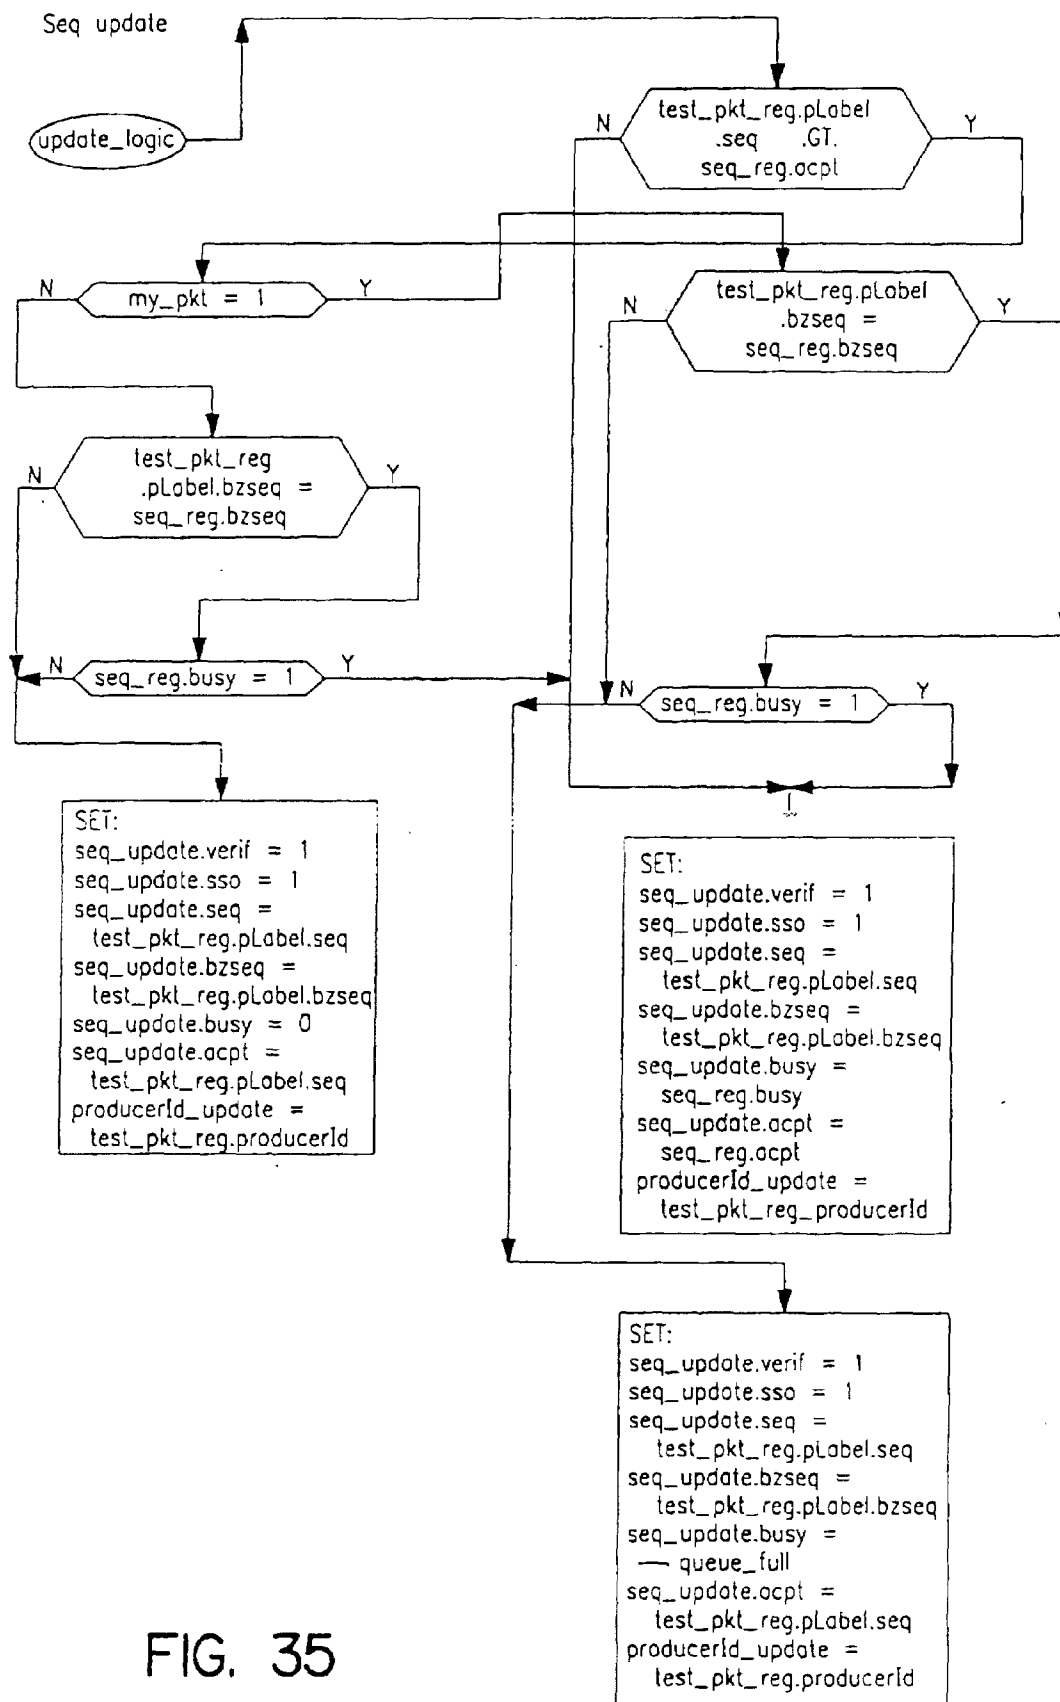 Seq update
update_logic
N
test_pkt_reg.pLabel
.seq .GT.
seq_reg.acpt
Y
N
my_pkt = 1
Y
N
test_pkt_reg.pLabel
.bzseq =
seq_reg.bzseq
Y
N
test_pkt_reg
.pLabel.bzseq =
seq_reg.bzseq
Y
N
seq_reg.busy = 1
Y
N
seq_reg.busy = 1
Y
SET:
seq_update.verif = 1
seq_update.sso = 1
seq_update.seq =
test_pkt_reg.pLabel.seq
seq_update.bzseq =
test_pkt_reg.pLabel.bzseq
seq_update.busy = 0
seq_update.acpt =
test_pkt_reg.pLabel.seq
producerId_update =
test_pkt_reg.producerId
SET:
seq_update.verif = 1
seq_update.sso = 1
seq_update.seq =
test_pkt_reg.pLabel.seq
seq_update.bzseq =
test_pkt_reg.pLabel.bzseq
seq_update.busy =
seq_reg.busy
seq_update.acpt =
seq_reg.acpt
producerId_update =
test_pkt_reg_producerId
SET:
seq_update.verif = 1
seq_update.sso = 1
seq_update.seq =
test_pkt_reg.pLabel.seq
seq_update.bzseq =
test_pkt_reg.pLabel.bzseq
seq_update.busy =
— queue_full
seq_update.acpt =
test_pkt_reg.pLabel.seq
producerId_update =
test_pkt_reg.producerId
FIG. 35